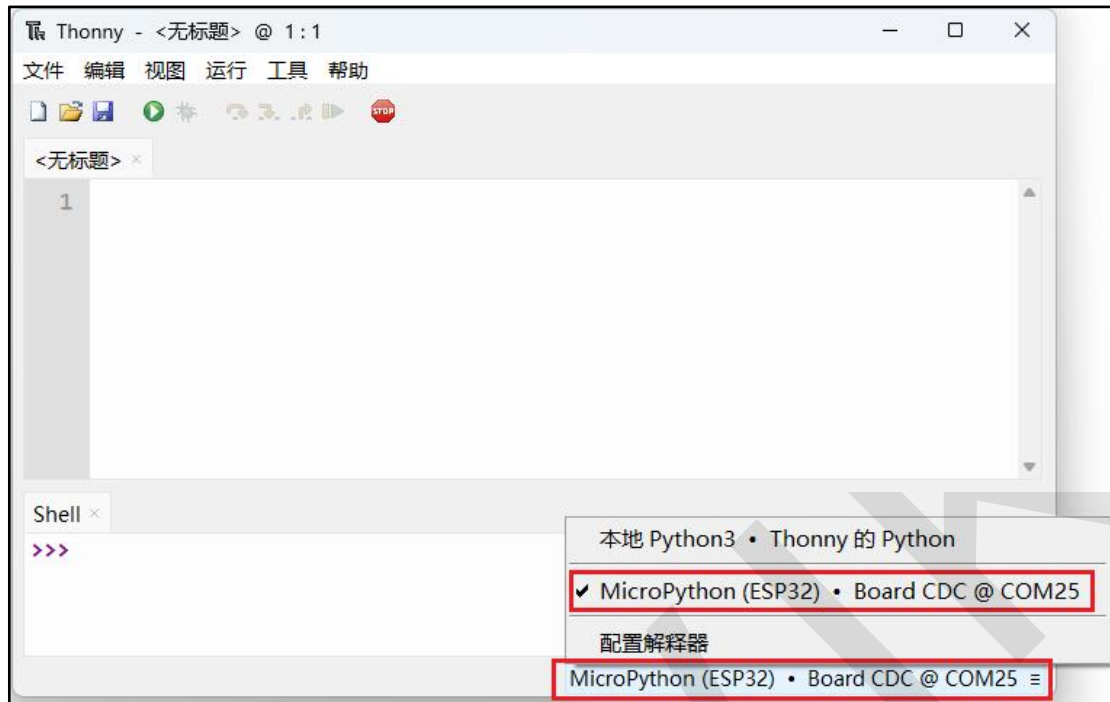 Thonny - <无标题> @ 1:1
文件 编辑 视图 运行 工具 帮助
STOP
<无标题> ×
1
Shell ×
>>>
本地 Python3 • Thonny 的 Python
✔ MicroPython (ESP32) • Board CDC @ COM25
配置解释器
MicroPython (ESP32) • Board CDC @ COM25 ≡